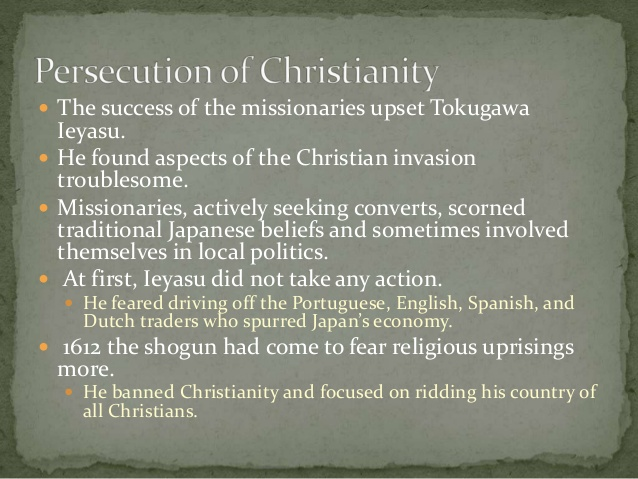 Persecution of Christianity
• The success of the missionaries upset Tokugawa
Ieyasu.
• He found aspects of the Christian invasion
troublesome.
• Missionaries, actively seeking converts, scorned
traditional Japanese beliefs and sometimes involved
themselves in local politics.
• At first, Ieyasu did not take any action.
• He feared driving off the Portuguese, English, Spanish, and
Dutch traders who spurred Japan's economy.
• 1612 the shogun had come to fear religious uprisings
more.
• He banned Christianity and focused on ridding his country of
all Christians.